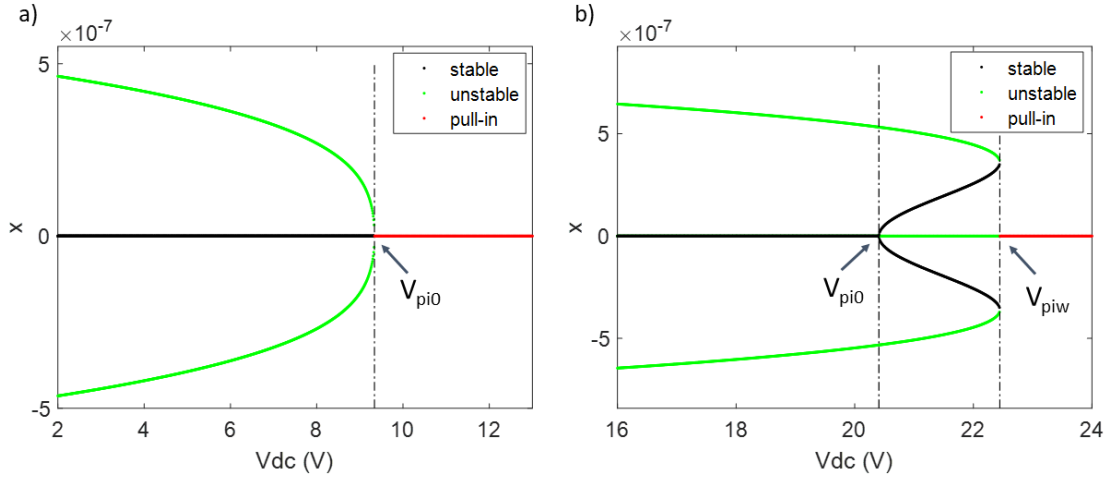 a)
×10⁻⁷
stable
unstable
pull-in
5
0
-5
x
V_pi0
2 4 6 8 10 12
Vdc (V)
b)
×10⁻⁷
stable
unstable
pull-in
5
0
-5
x
V_pi0
V_piw
16 18 20 22 24
Vdc (V)